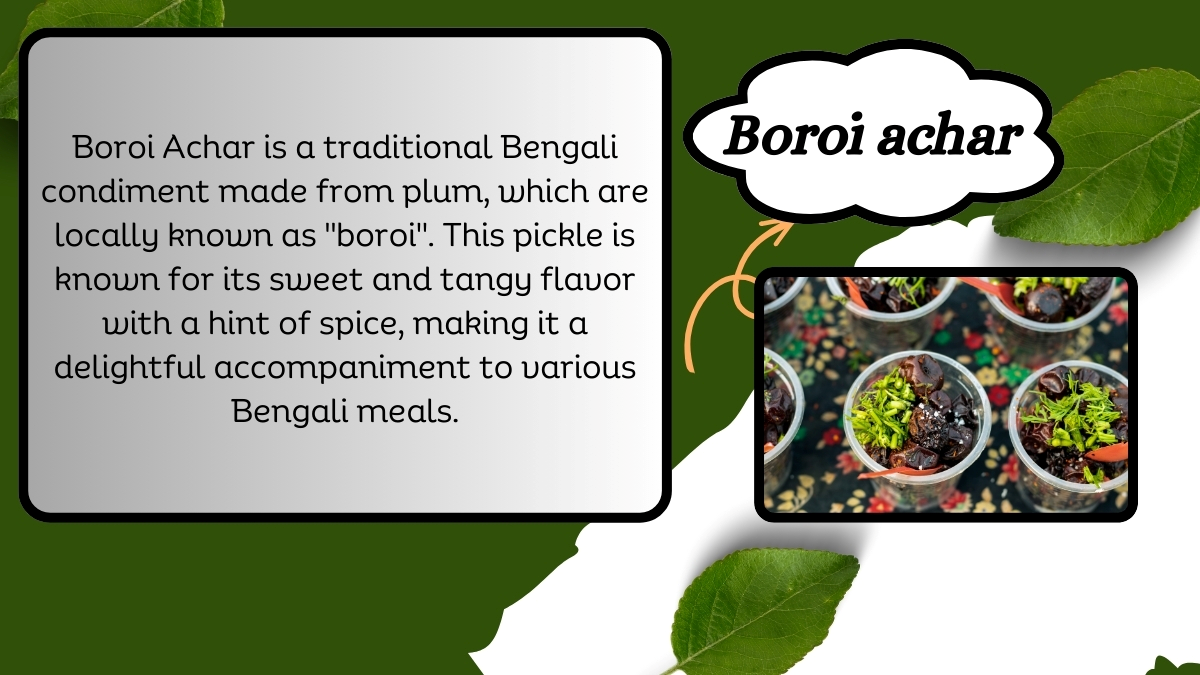 Boroi Achar is a traditional Bengali
condiment made from plum, which are
locally known as "boroi". This pickle is
known for its sweet and tangy flavor
with a hint of spice, making it a
delightful accompaniment to various
Bengali meals.
Boroi achar